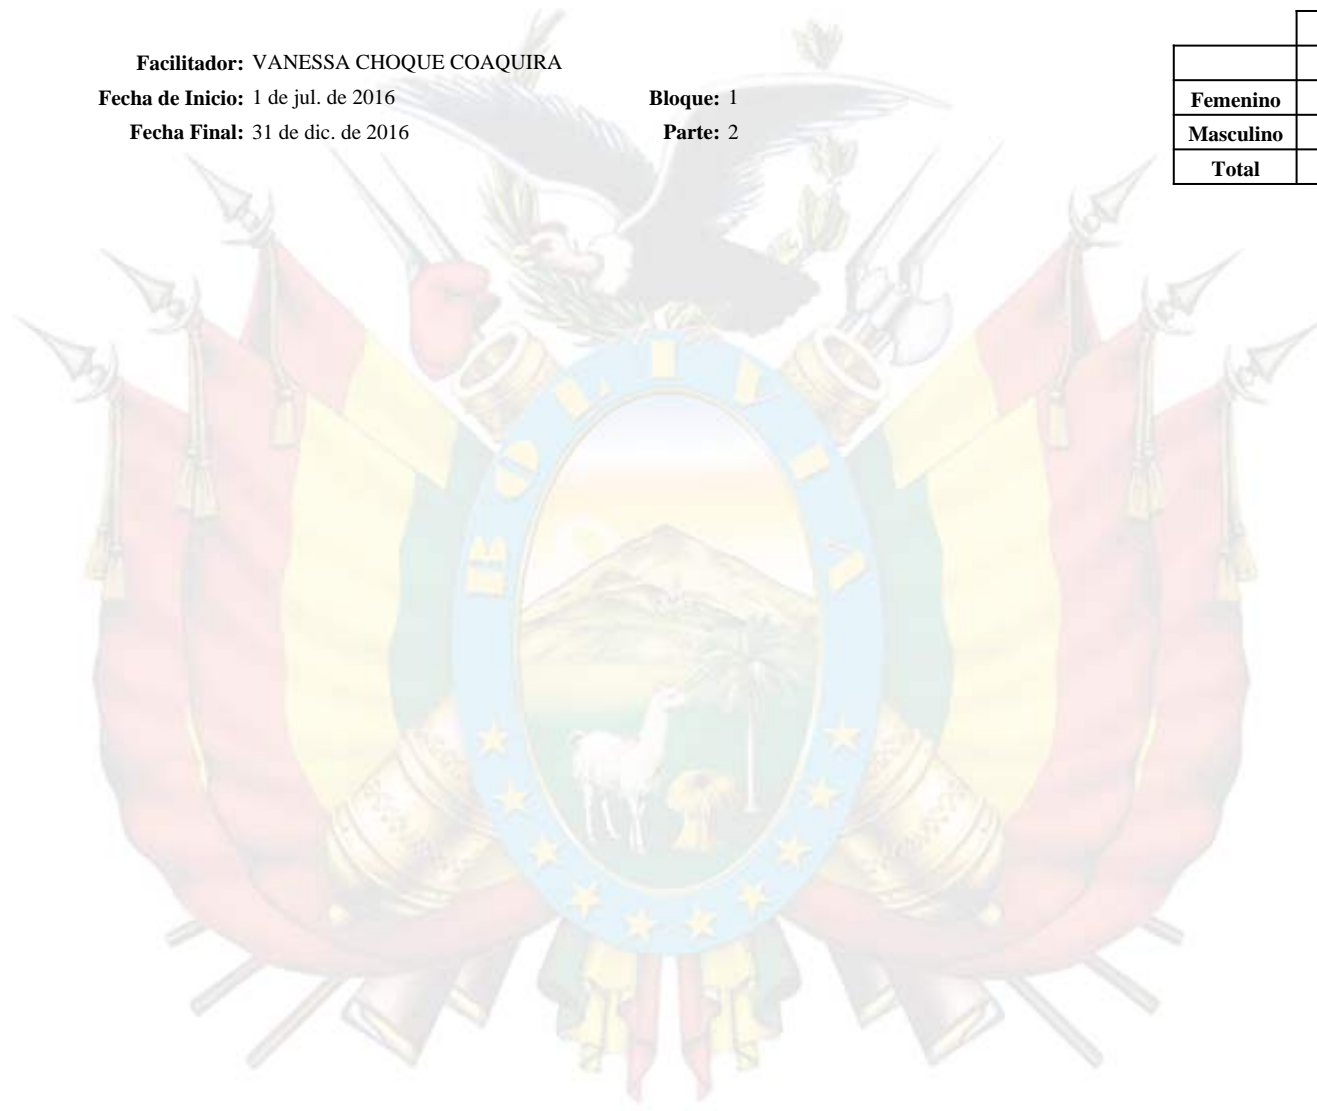 Facilitador: VANESSA CHOQUE COAQUIRA
Fecha de Inicio: 1 de jul. de 2016 Bloque: 1
Fecha Final: 31 de dic. de 2016 Parte: 2
Femenino
Masculino
Total
BOLIVIA